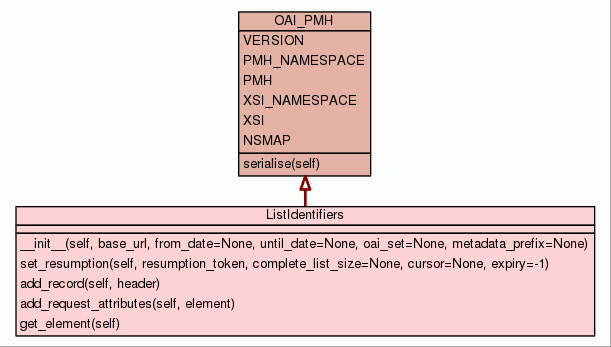 OAI_PMH
VERSION
PMH_NAMESPACE
PMH
XSI_NAMESPACE
XSI
NSMAP
serialise(self)
ListIdentifiers
__init__(self, base_url, from_date=None, until_date=None, oai_set=None, metadata_prefix=None)
set_resumption(self, resumption_token, complete_list_size=None, cursor=None, expiry=-1)
add_record(self, header)
add_request_attributes(self, element)
get_element(self)